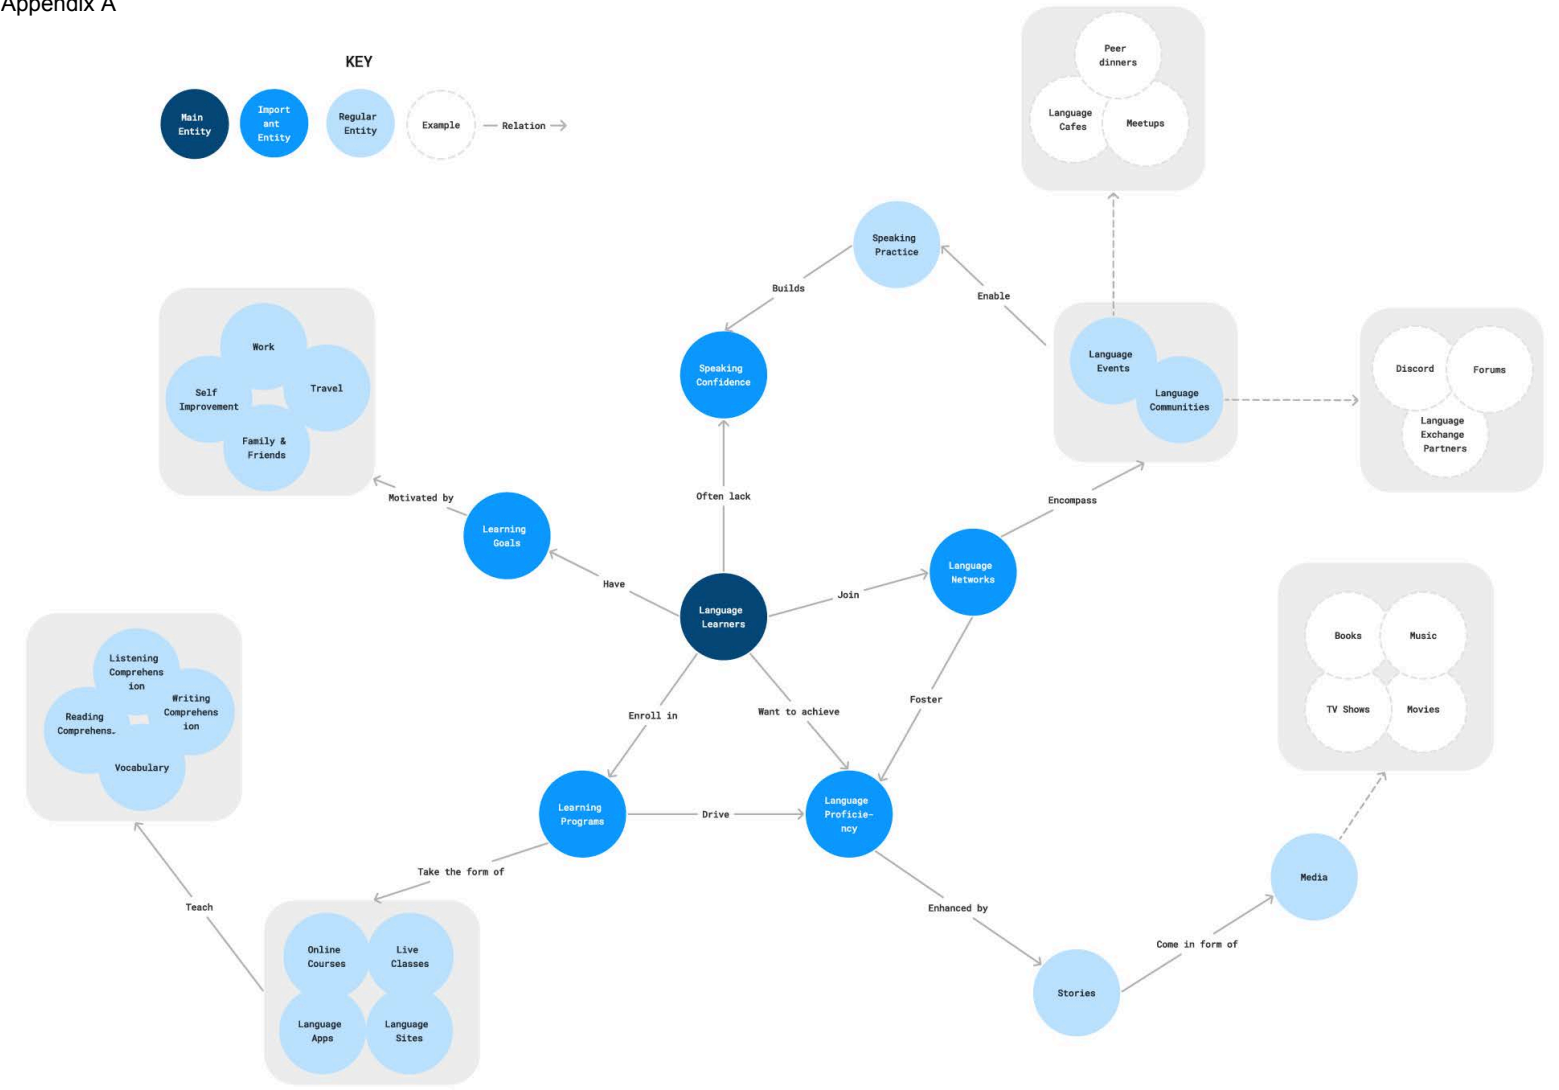 Appendix A
KEY
Main
Entity
Import
ant
Entity
Regular
Entity
Example
Relation
Peer
dinners
Language
Cafes
Meetups
Speaking
Practice
Builds
Enable
Language
Events
Language
Communities
Discord
Forums
Language
Exchange
Partners
Work
Self
Improvement
Travel
Family &
Friends
Motivated by
Learning
Goals
Speaking
Confidence
Often lack
Encompass
Have
Language
Learners
Join
Language
Networks
Listening
Comprehens
ion
Writing
Comprehens
ion
Reading
Comprehens…
Vocabulary
Books
Music
TV Shows
Movies
Enroll in
Want to achieve
Foster
Learning
Programs
Drive
Language
Proficie-
ncy
Take the form of
Teach
Enhanced by
Media
Come in form of
Online
Courses
Live
Classes
Language
Apps
Language
Sites
Stories